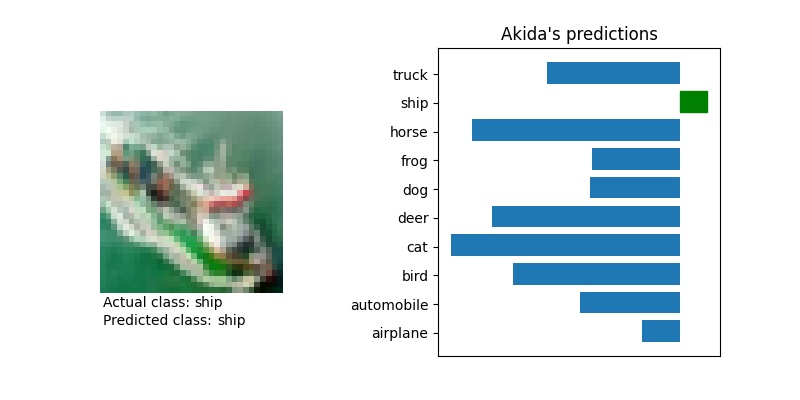 Akida's predictions
truck
ship
horse
frog
dog
deer
cat
bird
automobile
airplane
Actual class: ship
Predicted class: ship